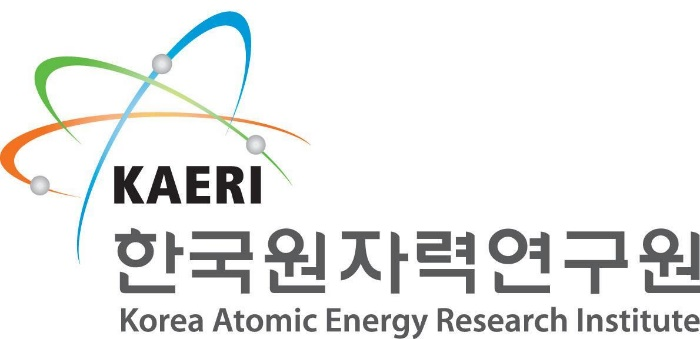 KAERI
한국원자력연구원
Korea Atomic Energy Research Institute